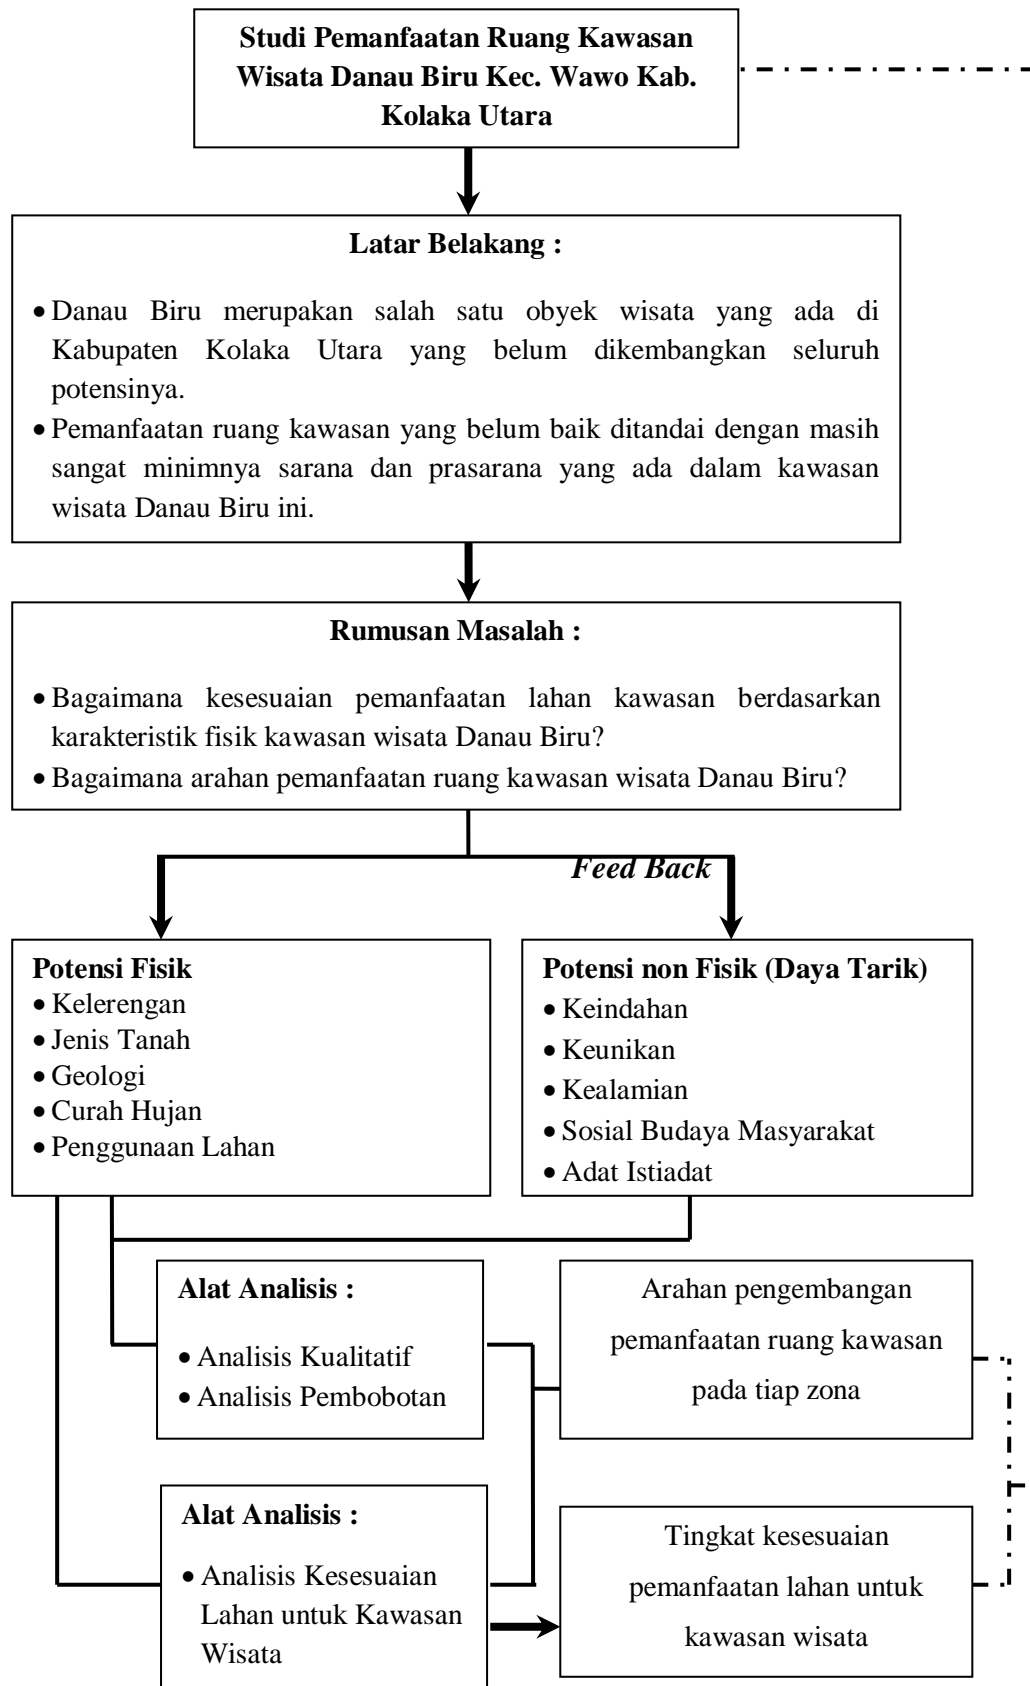 Studi Pemanfaatan Ruang Kawasan
Wisata Danau Biru Kec. Wawo Kab.
Kolaka Utara
Latar Belakang :
• Danau Biru merupakan salah satu obyek wisata yang ada di
Kabupaten Kolaka Utara yang belum dikembangkan seluruh
potensinya.
• Pemanfaatan ruang kawasan yang belum baik ditandai dengan masih
sangat minimnya sarana dan prasarana yang ada dalam kawasan
wisata Danau Biru ini.
Rumusan Masalah :
• Bagaimana kesesuaian pemanfaatan lahan kawasan berdasarkan
karakteristik fisik kawasan wisata Danau Biru?
• Bagaimana arahan pemanfaatan ruang kawasan wisata Danau Biru?
Feed Back
Potensi Fisik
• Kelerengan
• Jenis Tanah
• Geologi
• Curah Hujan
• Penggunaan Lahan
Potensi non Fisik (Daya Tarik)
• Keindahan
• Keunikan
• Kealamian
• Sosial Budaya Masyarakat
• Adat Istiadat
Alat Analisis :
• Analisis Kualitatif
• Analisis Pembobotan
Arahan pengembangan
pemanfaatan ruang kawasan
pada tiap zona
Alat Analisis :
• Analisis Kesesuaian
Lahan untuk Kawasan
Wisata
Tingkat kesesuaian
pemanfaatan lahan untuk
kawasan wisata